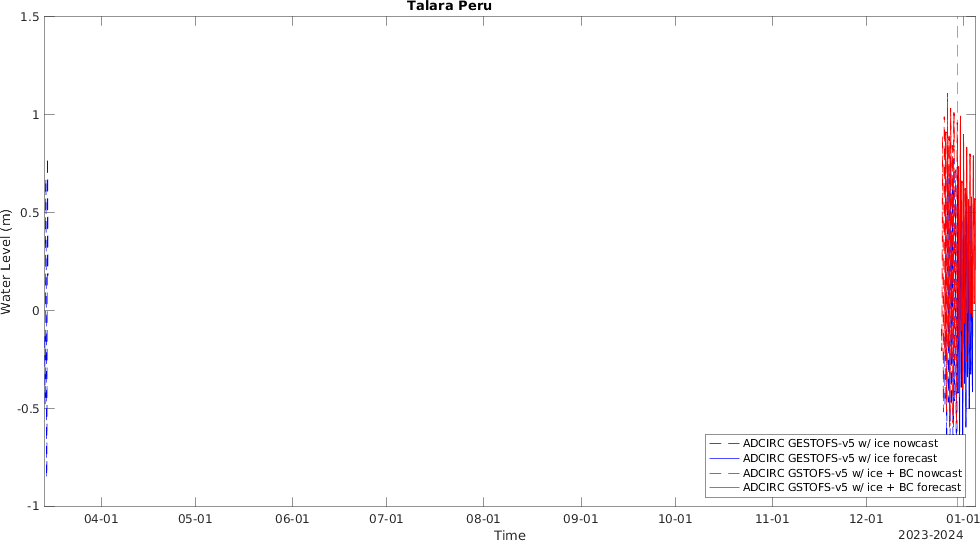 Talara Peru
1.5
1
0.5
0
-0.5
-1
Water Level (m)
04-01
05-01
06-01
07-01
08-01
09-01
10-01
11-01
12-01
01-01
Time
2023-2024
ADCIRC GESTOFS-v5 w/ ice nowcast
ADCIRC GESTOFS-v5 w/ ice forecast
ADCIRC GSTOFS-v5 w/ ice + BC nowcast
ADCIRC GSTOFS-v5 w/ ice + BC forecast